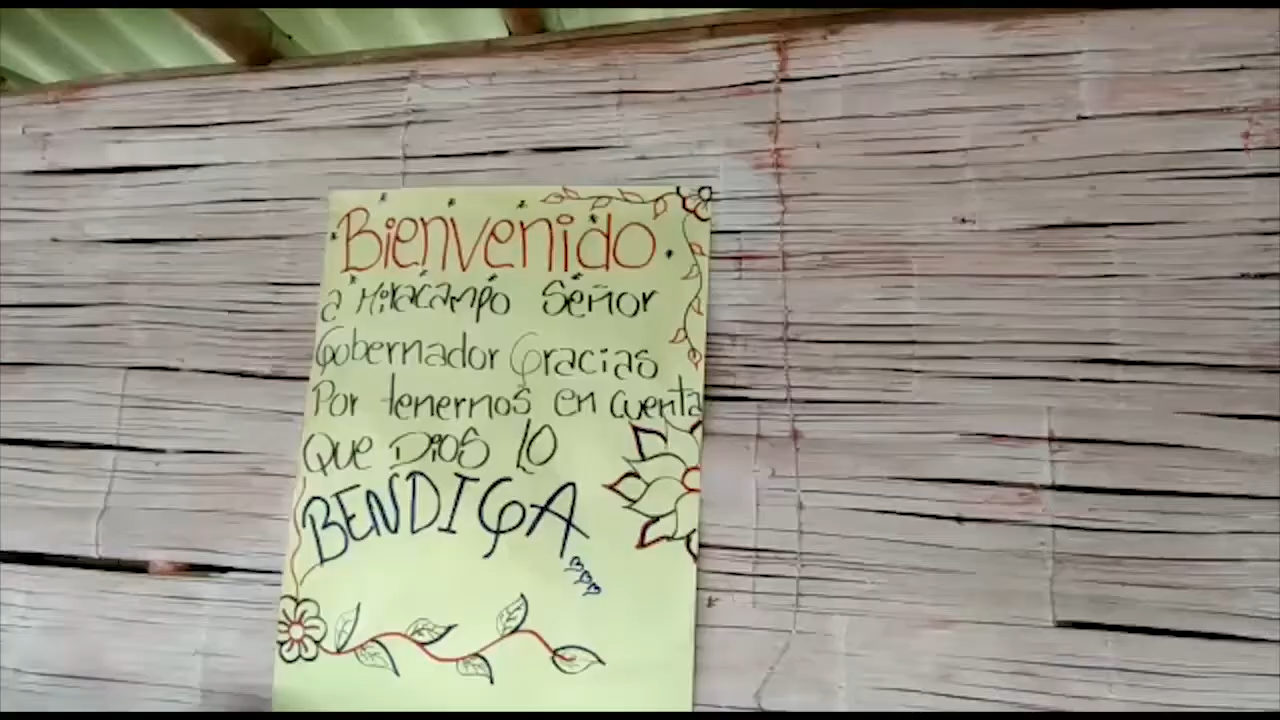 Bienvenido
a Miracampo Señor
Gobernador Gracias
Por tenernos en cuenta
Que Dios lo
BENDIGA